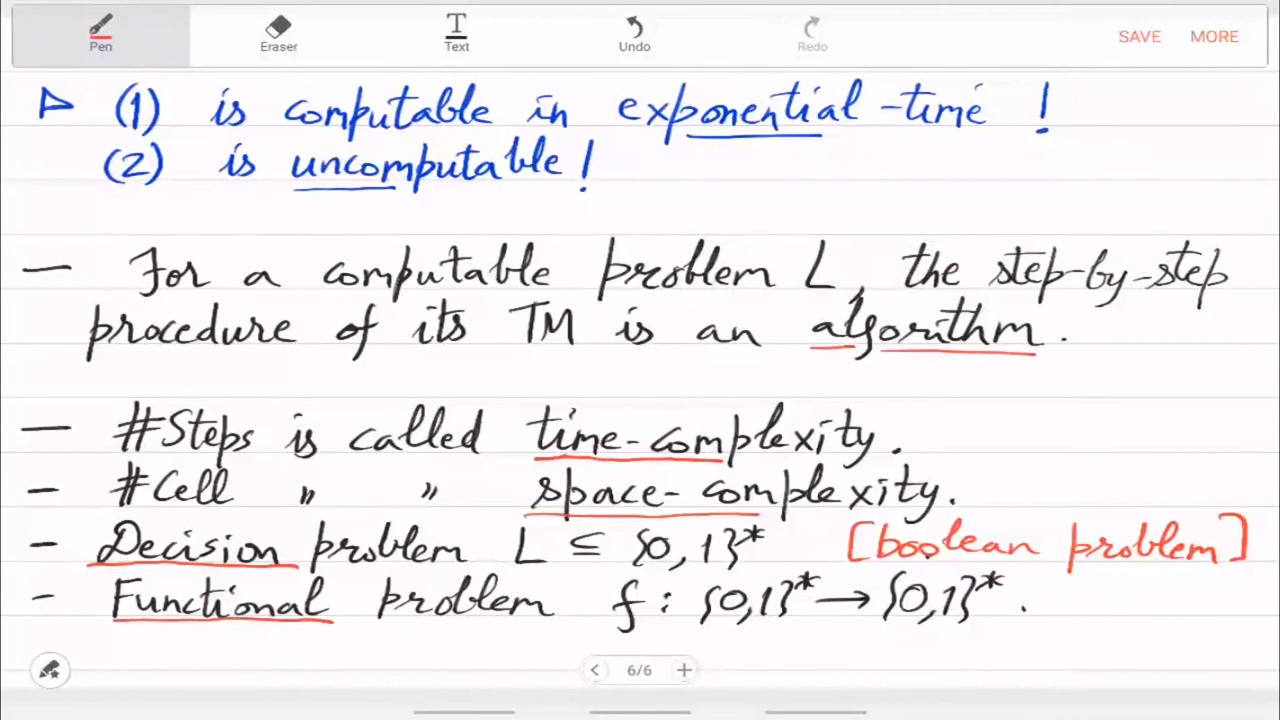 Pen Eraser Text Undo Redo SAVE MORE
▷ (1) is computable in exponential-time !
(2) is uncomputable !
— For a computable problem L, the step-by-step
procedure of its TM is an algorithm.
— #Steps is called time-complexity.
- #Cell " " space-complexity.
- Decision problem L ⊆ {0,1}* [boolean problem]
- Functional problem f : {0,1}* → {0,1}*.
< 6/6 +